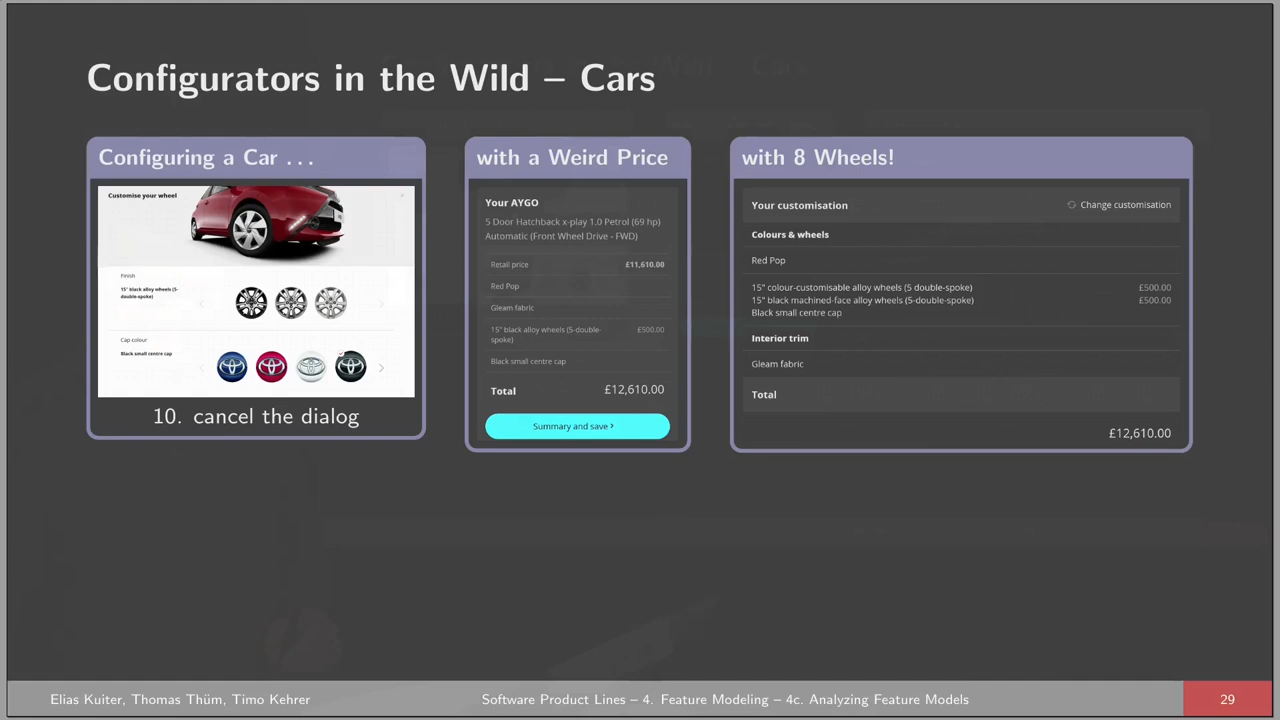 Configurators in the Wild – Cars
Configuring a Car . . .
Customise your wheel
Finish
15" black alloy wheels (5-
double-spoke)
Cap colour
Black small centre cap
10. cancel the dialog
with a Weird Price
Your AYGO
5 Door Hatchback x-play 1.0 Petrol (69 hp)
Automatic (Front Wheel Drive - FWD)
Retail price £11,610.00
Red Pop
Gleam fabric
15" black alloy wheels (5-double- £500.00
spoke)
Black small centre cap
Total £12,610.00
Summary and save ›
with 8 Wheels!
Your customisation Change customisation
Colours & wheels
Red Pop
15" colour-customisable alloy wheels (5 double-spoke) £500.00
15" black machined-face alloy wheels (5-double-spoke) £500.00
Black small centre cap
Interior trim
Gleam fabric
Total
£12,610.00
Elias Kuiter, Thomas Thüm, Timo Kehrer Software Product Lines – 4. Feature Modeling – 4c. Analyzing Feature Models 29